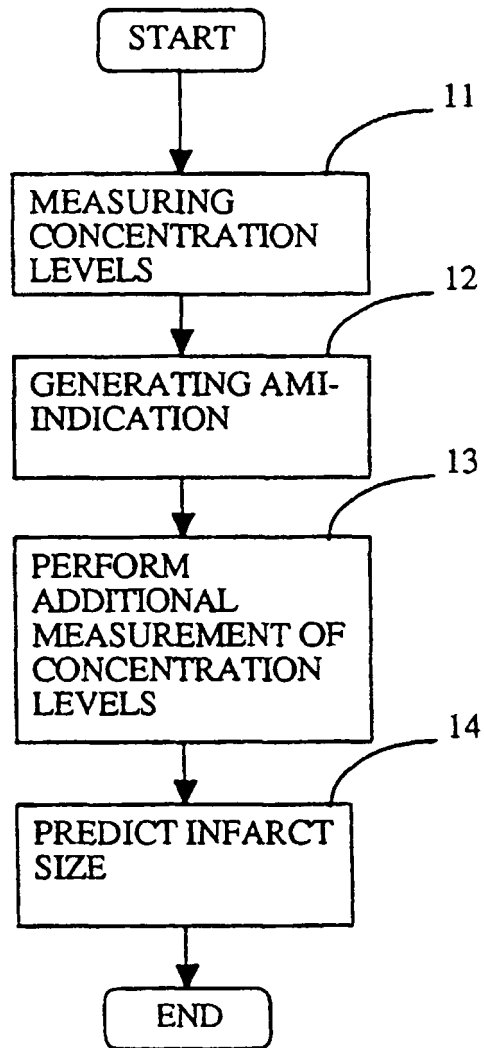 START
11
MEASURING
CONCENTRATION
LEVELS
12
GENERATING AMI-
INDICATION
13
PERFORM
ADDITIONAL
MEASUREMENT OF
CONCENTRATION
LEVELS
14
PREDICT INFARCT
SIZE
END